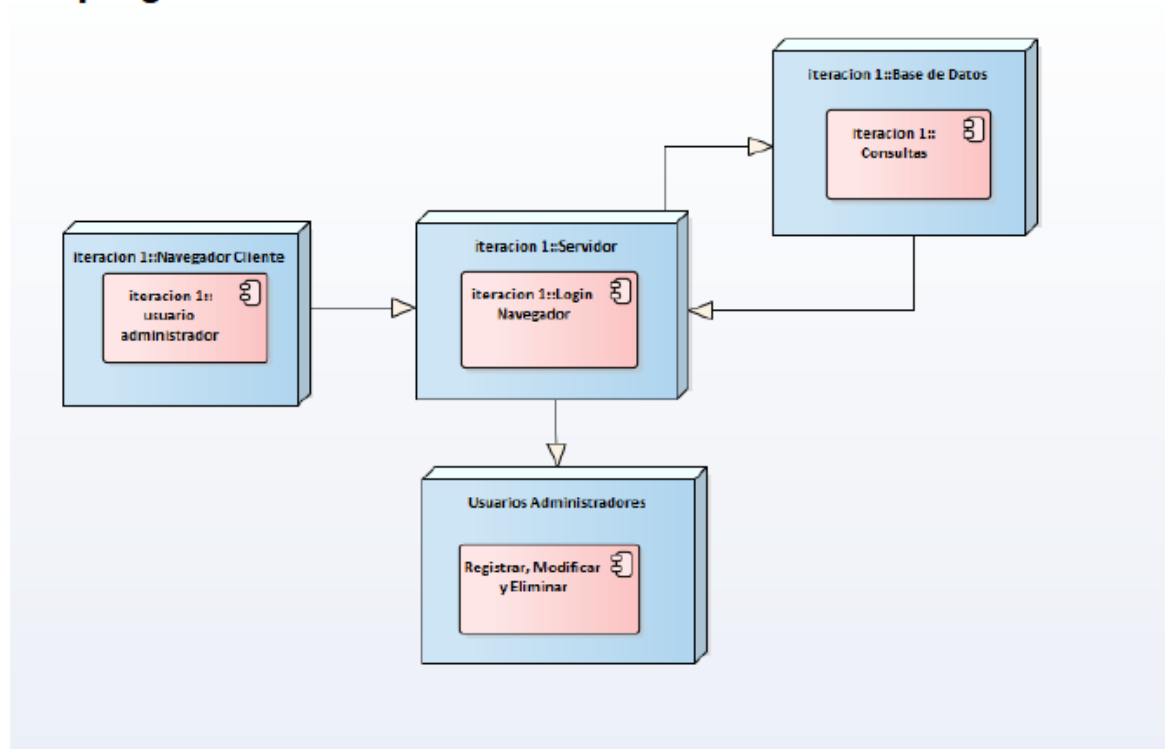 iteracion 1::Base de Datos
iteracion 1::
Consultas
iteracion 1::Navegador Cliente
iteracion 1::
usuario
administrador
iteracion 1::Servidor
iteracion 1::Login
Navegador
Usuarios Administradores
Registrar, Modificar
y Eliminar